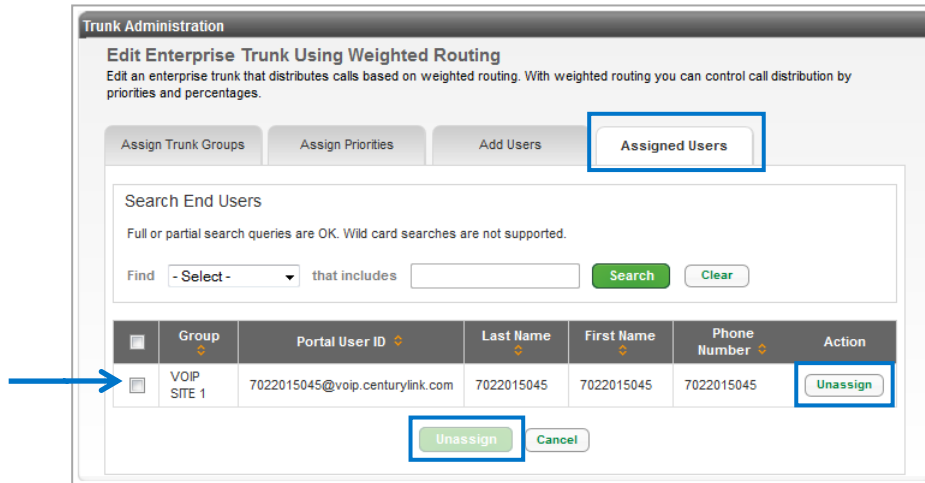 Trunk Administration
Edit Enterprise Trunk Using Weighted Routing
Edit an enterprise trunk that distributes calls based on weighted routing. With weighted routing you can control call distribution by
priorities and percentages.
Assign Trunk Groups
Assign Priorities
Add Users
Assigned Users
Search End Users
Full or partial search queries are OK. Wild card searches are not supported.
Find - Select - that includes Search Clear
Group Portal User ID Last Name First Name Phone Number Action
VOIP SITE 1 7022015045@voip.centurylink.com 7022015045 7022015045 7022015045 Unassign
Unassign Cancel